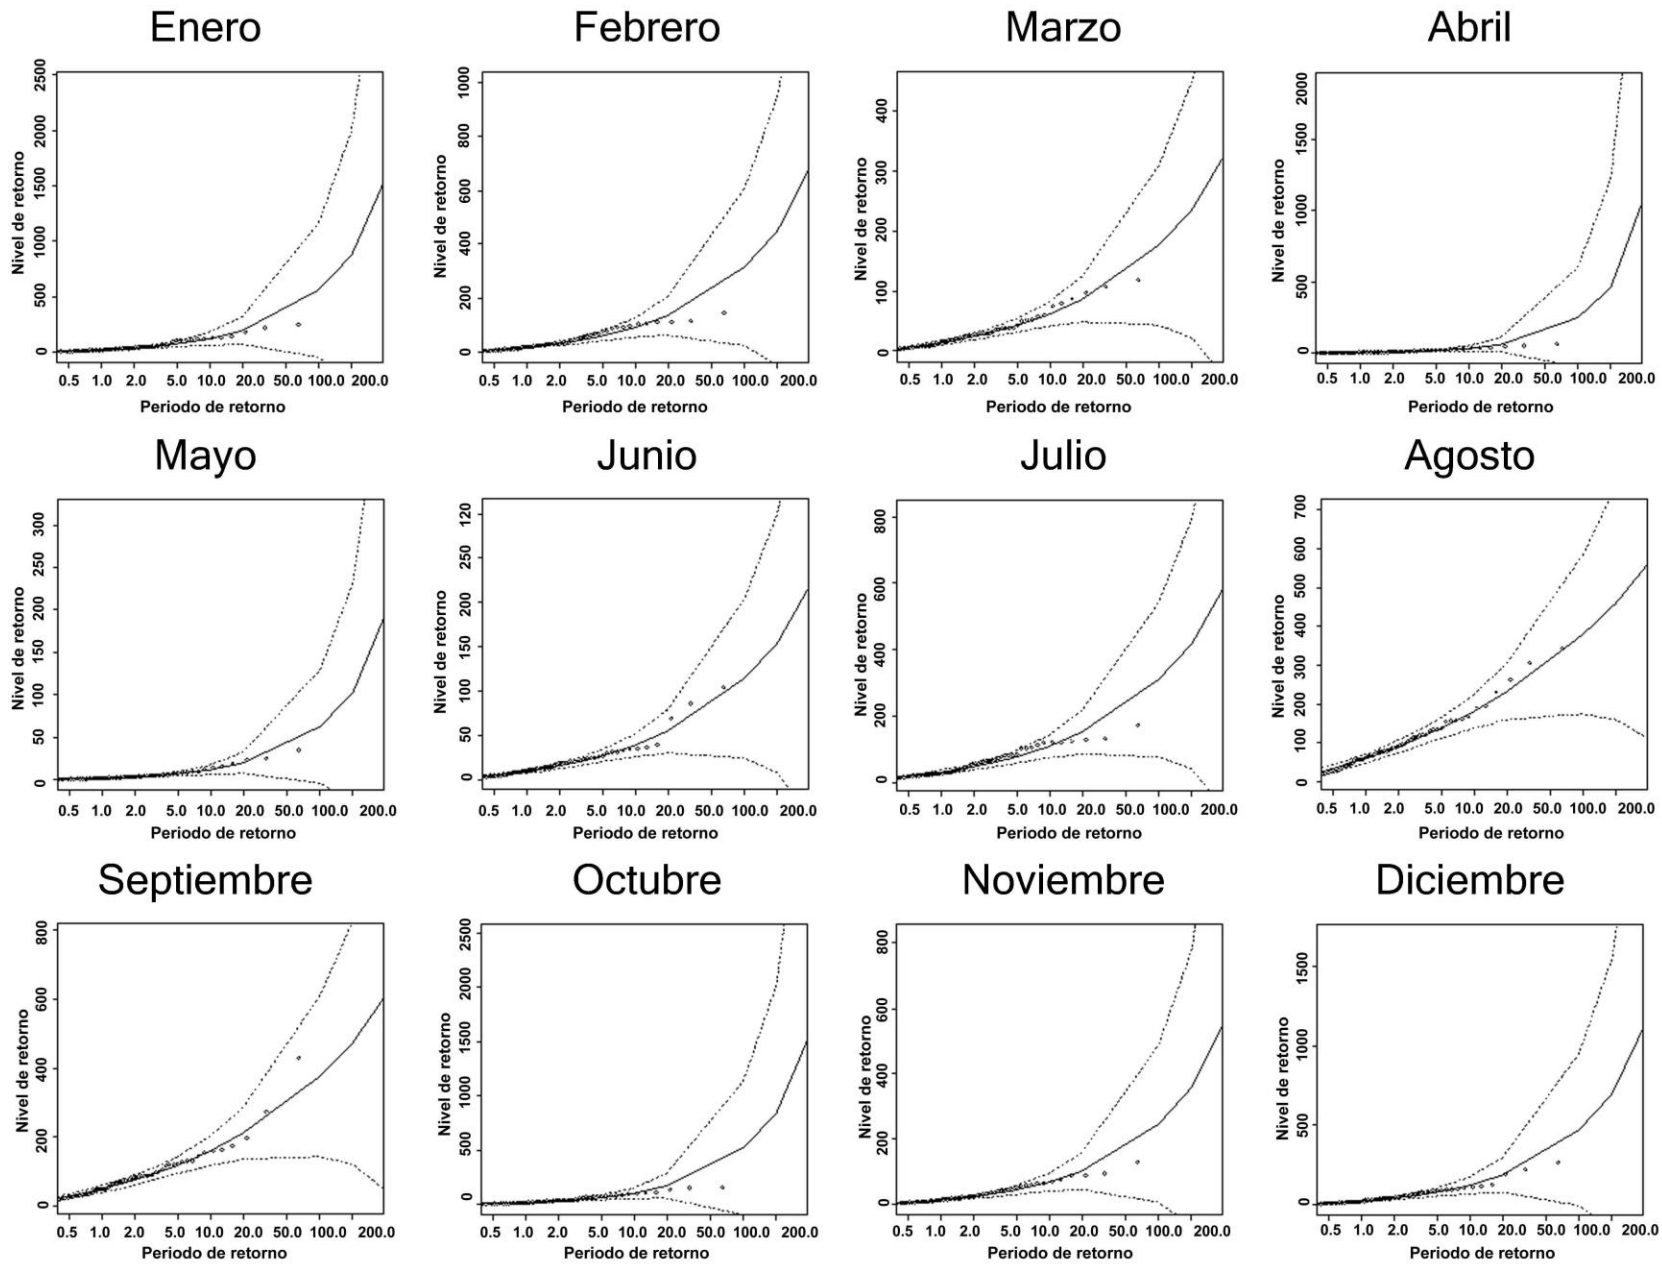 Enero Febrero Marzo Abril
Nivel de retorno
2500
2000
1500
1000
500
0
0.5 1.0 2.0 5.0 10.0 20.0 50.0 100.0 200.0
Periodo de retorno
Nivel de retorno
1000
800
600
400
200
0
0.5 1.0 2.0 5.0 10.0 20.0 50.0 100.0 200.0
Periodo de retorno
Nivel de retorno
400
300
200
100
0
0.5 1.0 2.0 5.0 10.0 20.0 50.0 100.0 200.0
Periodo de retorno
Nivel de retorno
2000
1500
1000
500
0
0.5 1.0 2.0 5.0 10.0 20.0 50.0 100.0 200.0
Periodo de retorno
Mayo Junio Julio Agosto
Nivel de retorno
300
250
200
150
100
50
0
0.5 1.0 2.0 5.0 10.0 20.0 50.0 100.0 200.0
Periodo de retorno
Nivel de retorno
120
250
200
150
100
50
0
0.5 1.0 2.0 5.0 10.0 20.0 50.0 100.0 200.0
Periodo de retorno
Nivel de retorno
800
600
400
200
0
0.5 1.0 2.0 5.0 10.0 20.0 50.0 100.0 200.0
Periodo de retorno
Nivel de retorno
700
600
500
400
300
200
100
0
0.5 1.0 2.0 5.0 10.0 20.0 50.0 100.0 200.0
Periodo de retorno
Septiembre Octubre Noviembre Diciembre
Nivel de retorno
800
600
400
200
0
0.5 1.0 2.0 5.0 10.0 20.0 50.0 100.0 200.0
Periodo de retorno
Nivel de retorno
2500
2000
1500
1000
500
0
0.5 1.0 2.0 5.0 10.0 20.0 50.0 100.0 200.0
Periodo de retorno
Nivel de retorno
800
600
400
200
0
0.5 1.0 2.0 5.0 10.0 20.0 50.0 100.0 200.0
Periodo de retorno
Nivel de retorno
1500
1000
500
0
0.5 1.0 2.0 5.0 10.0 20.0 50.0 100.0 200.0
Periodo de retorno